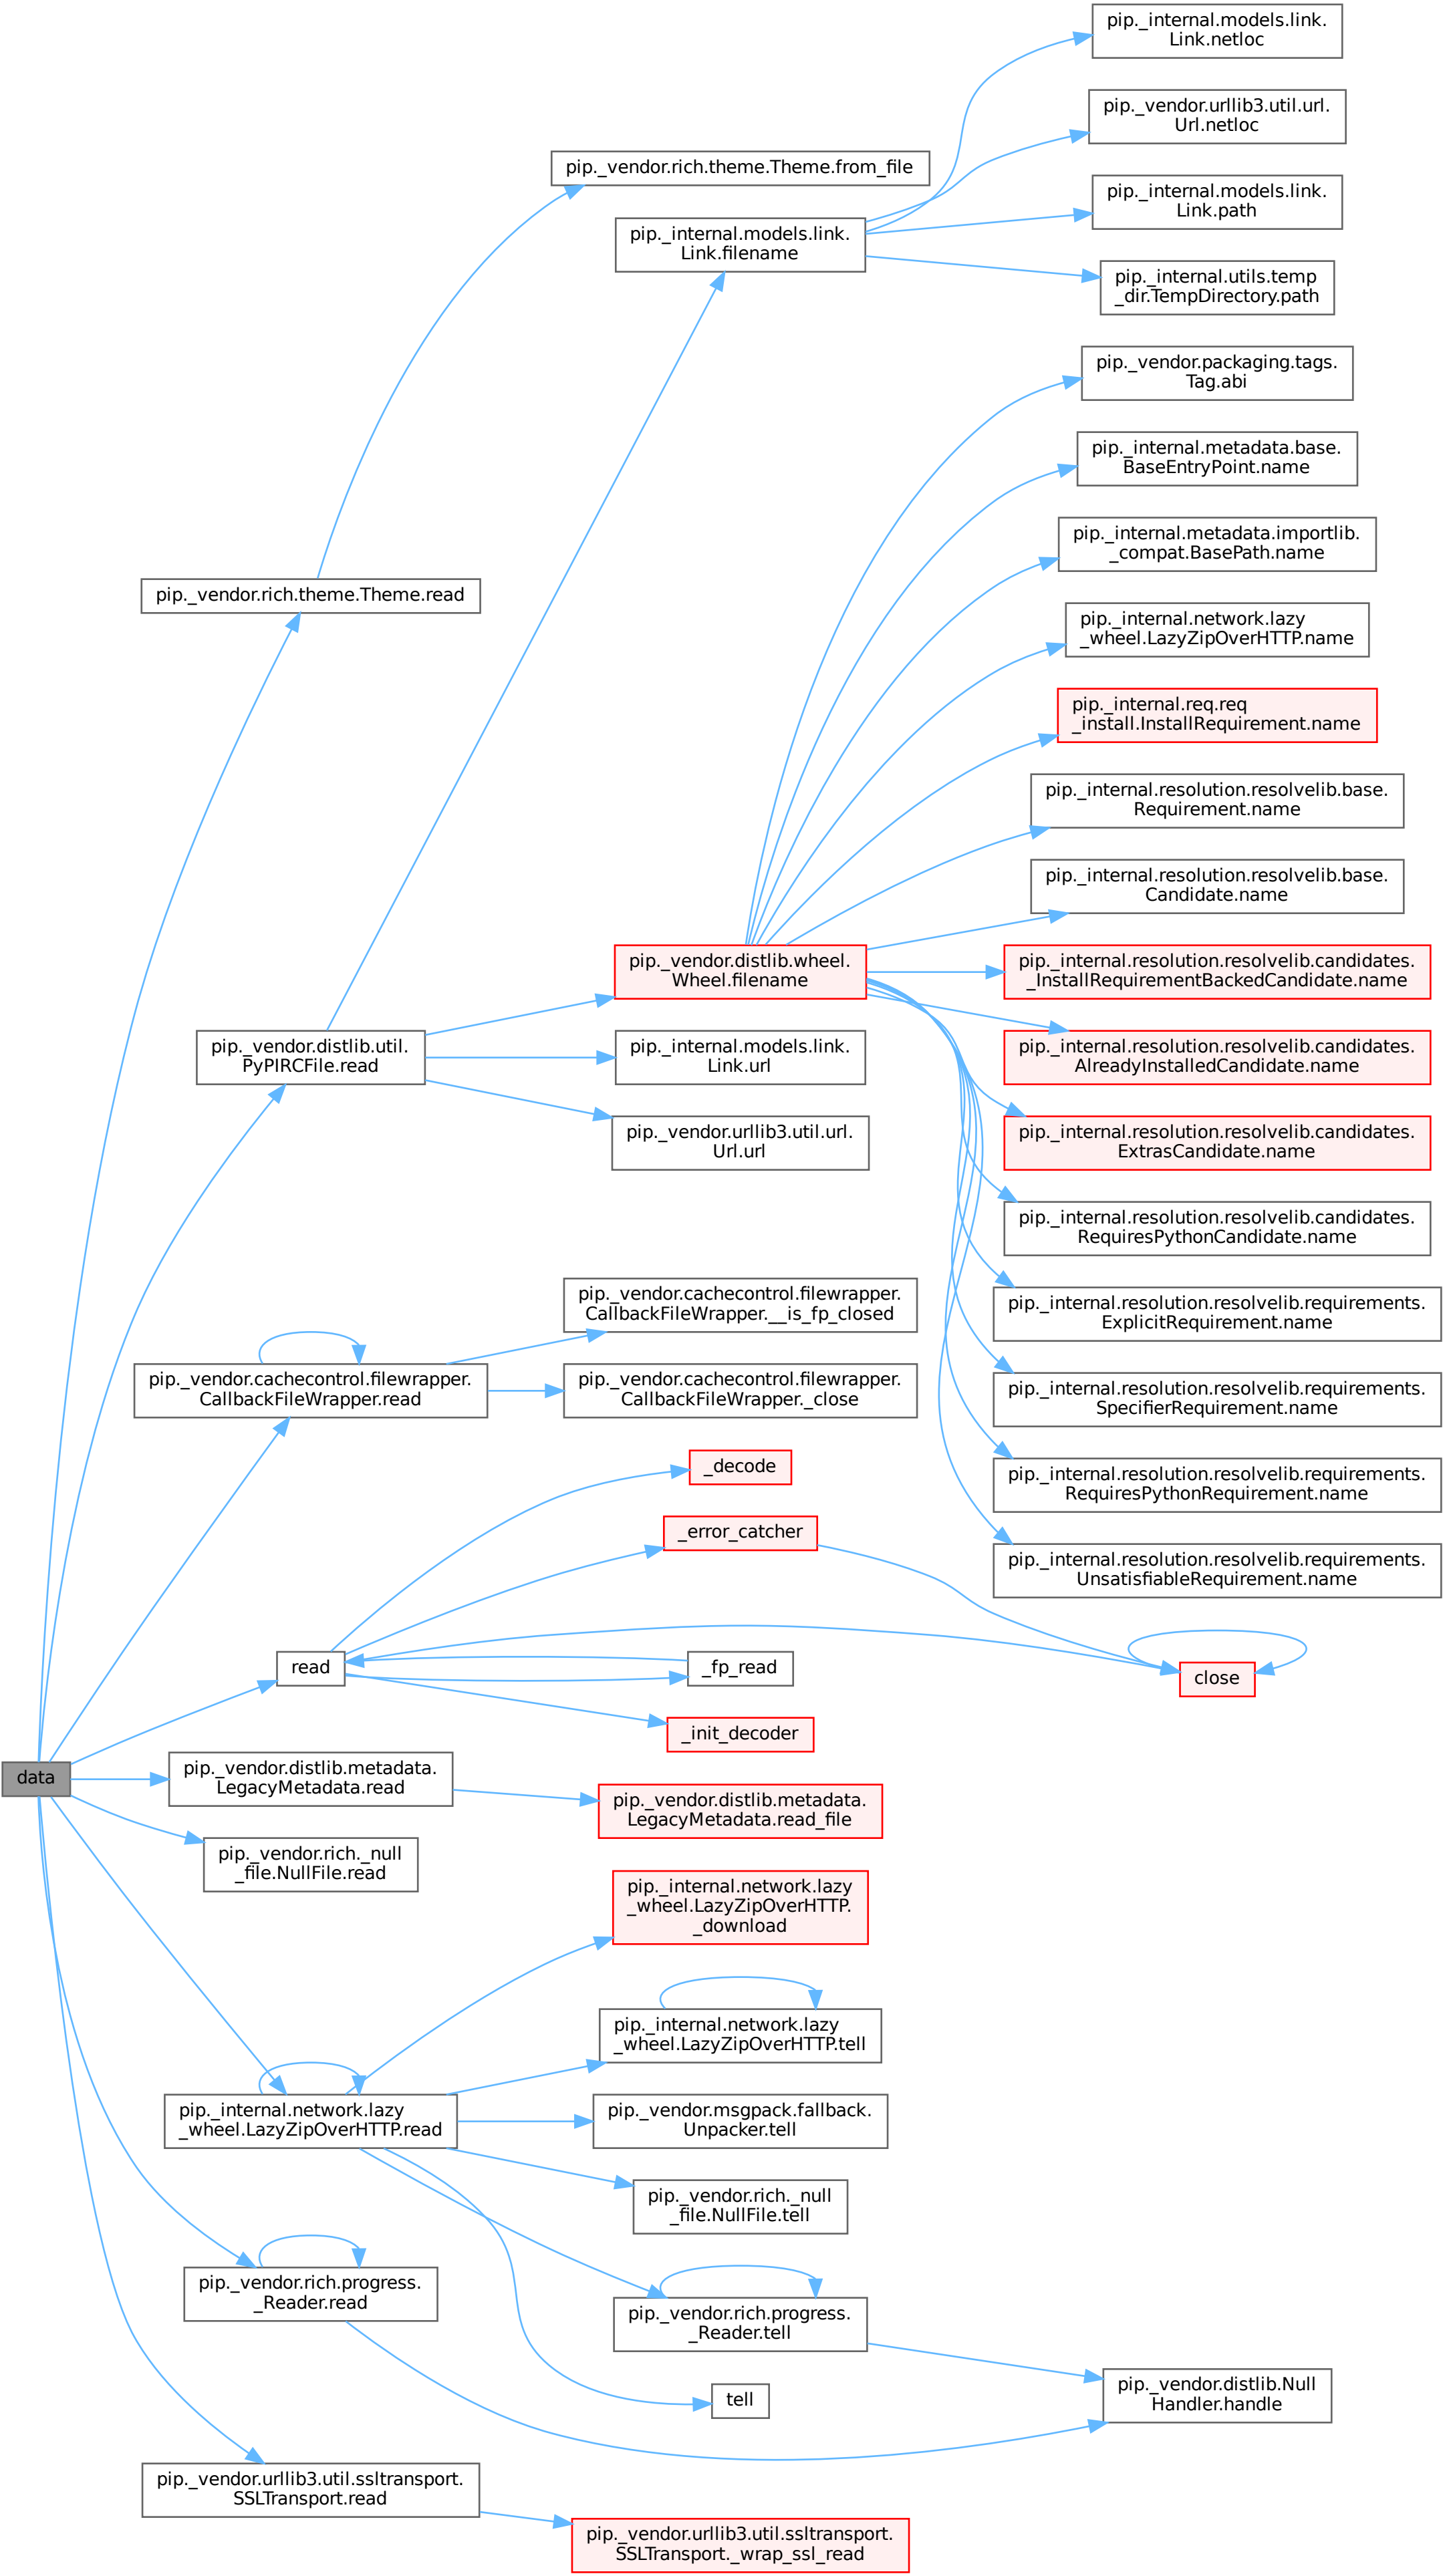 data
pip._vendor.rich.theme.Theme.read
pip._vendor.rich.theme.Theme.from_file
pip._vendor.distlib.util.
PyPIRCFile.read
pip._internal.models.link.
Link.filename
pip._internal.models.link.
Link.netloc
pip._vendor.urllib3.util.url.
Url.netloc
pip._internal.models.link.
Link.path
pip._internal.utils.temp
_dir.TempDirectory.path
pip._vendor.distlib.wheel.
Wheel.filename
pip._vendor.packaging.tags.
Tag.abi
pip._internal.metadata.base.
BaseEntryPoint.name
pip._internal.metadata.importlib.
_compat.BasePath.name
pip._internal.network.lazy
_wheel.LazyZipOverHTTP.name
pip._internal.req.req
_install.InstallRequirement.name
pip._internal.resolution.resolvelib.base.
Requirement.name
pip._internal.resolution.resolvelib.base.
Candidate.name
pip._internal.resolution.resolvelib.candidates.
_InstallRequirementBackedCandidate.name
pip._internal.resolution.resolvelib.candidates.
AlreadyInstalledCandidate.name
pip._internal.resolution.resolvelib.candidates.
ExtrasCandidate.name
pip._internal.resolution.resolvelib.candidates.
RequiresPythonCandidate.name
pip._internal.resolution.resolvelib.requirements.
ExplicitRequirement.name
pip._internal.resolution.resolvelib.requirements.
SpecifierRequirement.name
pip._internal.resolution.resolvelib.requirements.
RequiresPythonRequirement.name
pip._internal.resolution.resolvelib.requirements.
UnsatisfiableRequirement.name
pip._internal.models.link.
Link.url
pip._vendor.urllib3.util.url.
Url.url
pip._vendor.cachecontrol.filewrapper.
CallbackFileWrapper.read
pip._vendor.cachecontrol.filewrapper.
CallbackFileWrapper.__is_fp_closed
pip._vendor.cachecontrol.filewrapper.
CallbackFileWrapper._close
read
_decode
_error_catcher
close
_fp_read
_init_decoder
pip._vendor.distlib.metadata.
LegacyMetadata.read
pip._vendor.distlib.metadata.
LegacyMetadata.read_file
pip._vendor.rich._null
_file.NullFile.read
pip._internal.network.lazy
_wheel.LazyZipOverHTTP.read
pip._internal.network.lazy
_wheel.LazyZipOverHTTP.
_download
pip._internal.network.lazy
_wheel.LazyZipOverHTTP.tell
pip._vendor.msgpack.fallback.
Unpacker.tell
pip._vendor.rich._null
_file.NullFile.tell
pip._vendor.rich.progress.
_Reader.tell
tell
pip._vendor.rich.progress.
_Reader.read
pip._vendor.distlib.Null
Handler.handle
pip._vendor.urllib3.util.ssltransport.
SSLTransport.read
pip._vendor.urllib3.util.ssltransport.
SSLTransport._wrap_ssl_read